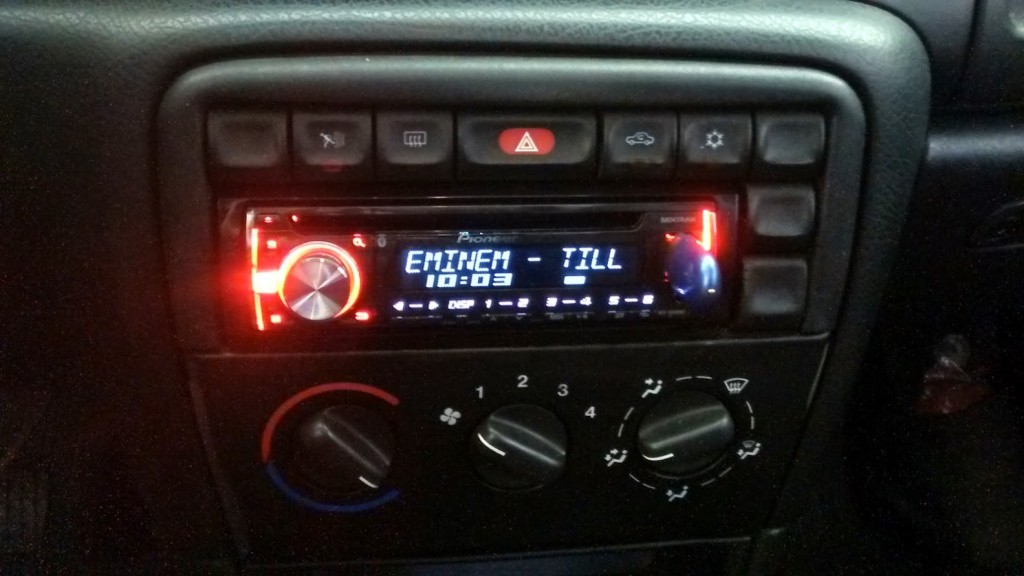 Pioneer
EMINEM - TILL
10:03
DISP 1 - 2 3 - 4 5 - 6
1 2 3 4